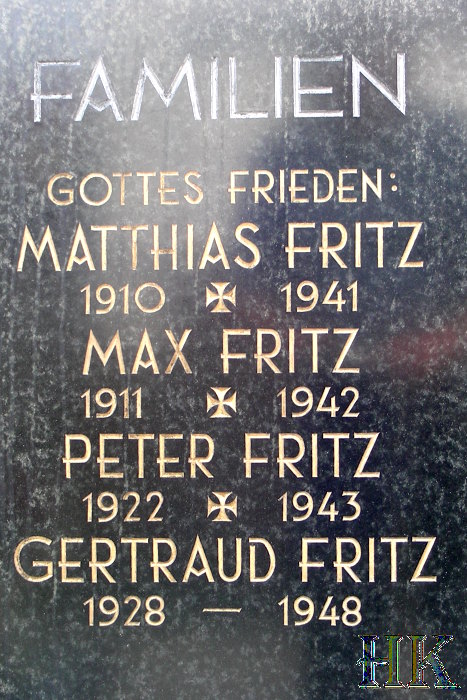 FAMILIEN
GOTTES FRIEDEN:
MATTHIAS FRITZ
1910 ✠ 1941
MAX FRITZ
1911 ✠ 1942
PETER FRITZ
1922 ✠ 1943
GERTRAUD FRITZ
1928 — 1948
HK